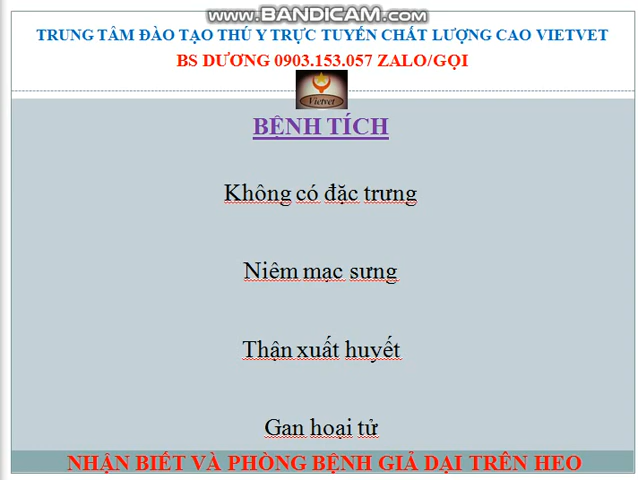 www.BANDICAM.com
TRUNG TÂM ĐÀO TẠO THÚ Y TRỰC TUYẾN CHẤT LƯỢNG CAO VIETVET
BS DƯƠNG 0903.153.057 ZALO/GỌI
Vietvet
BỆNH TÍCH
Không có đặc trưng
Niêm mạc sưng
Thận xuất huyết
Gan hoại tử
NHẬN BIẾT VÀ PHÒNG BỆNH GIẢ DẠI TRÊN HEO